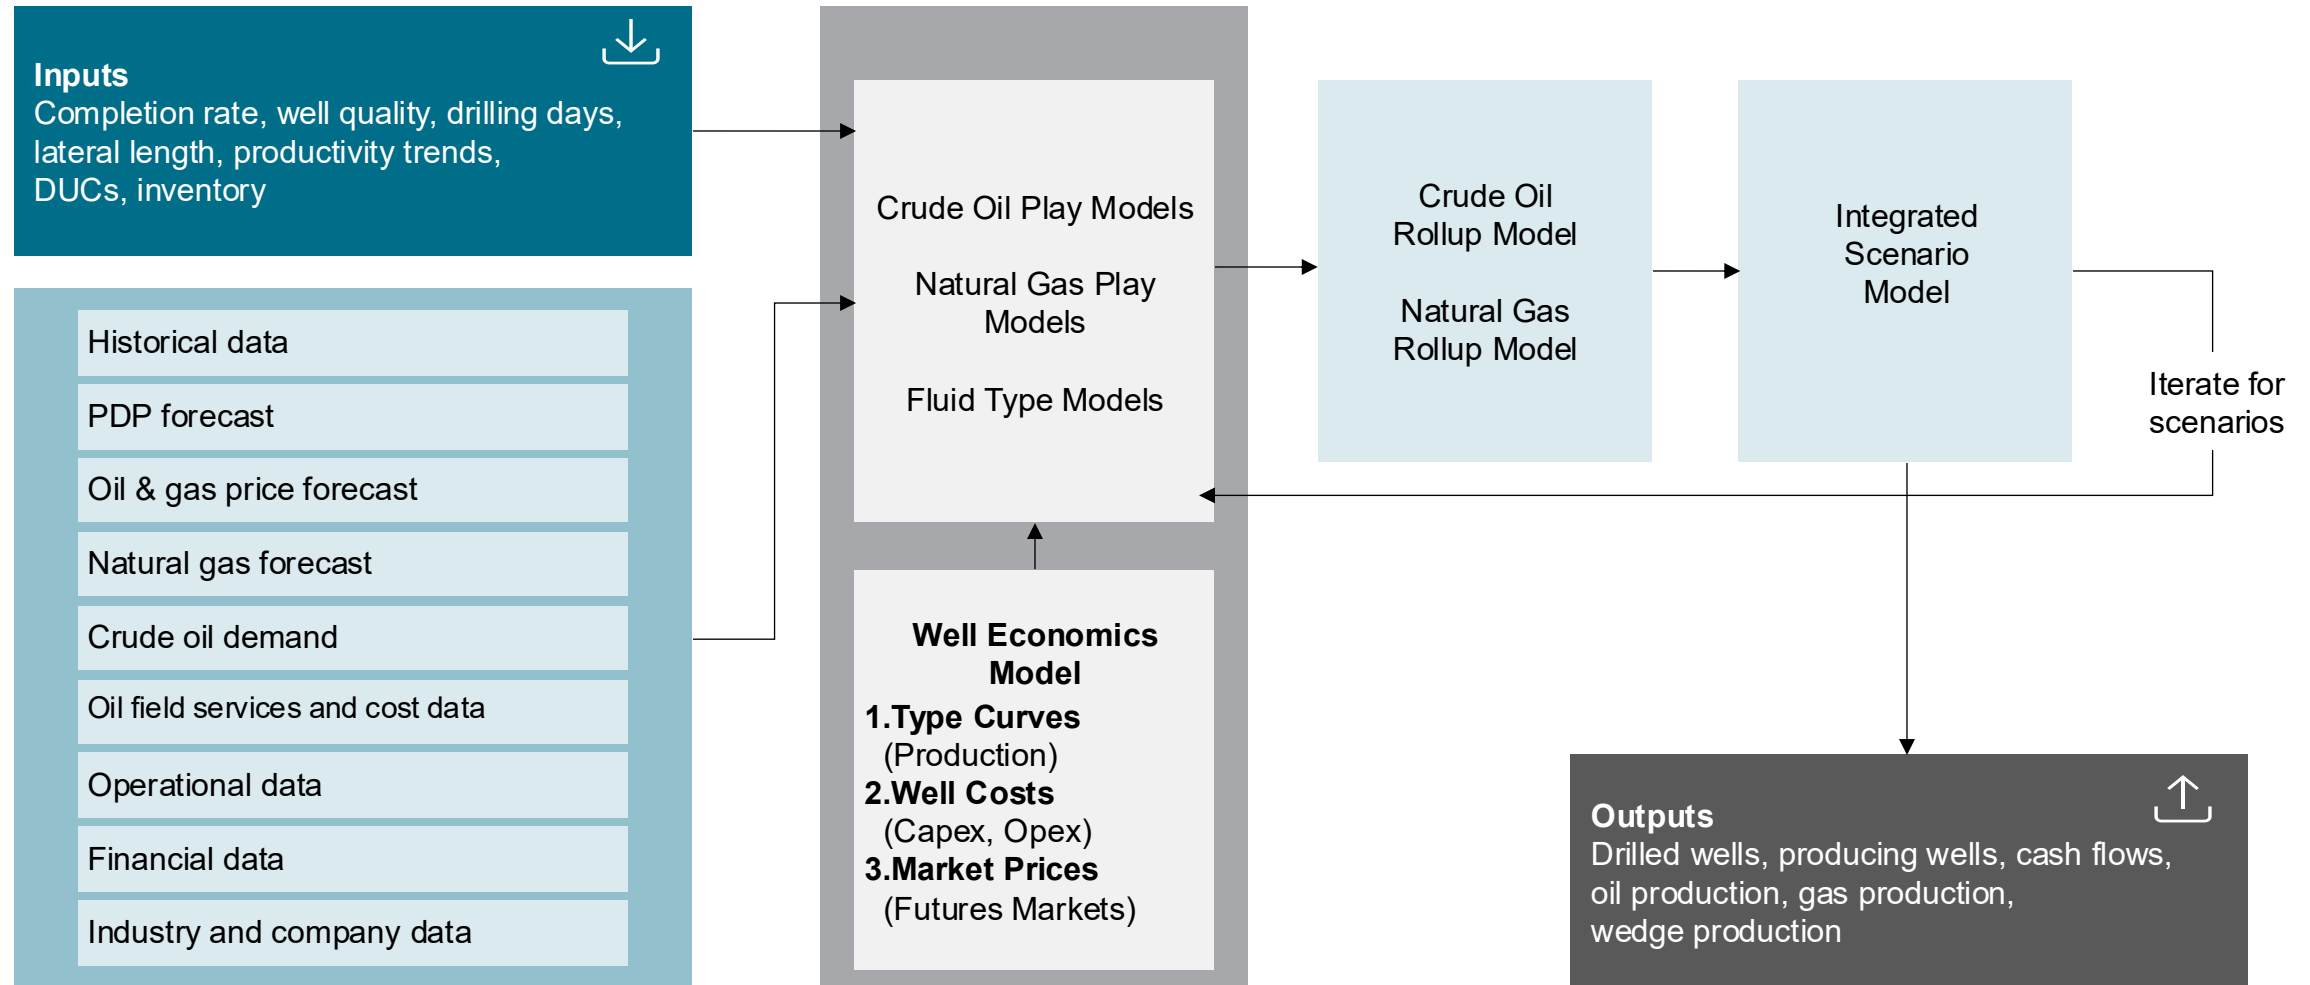 Inputs
Completion rate, well quality, drilling days,
lateral length, productivity trends,
DUCs, inventory
Historical data
PDP forecast
Oil & gas price forecast
Natural gas forecast
Crude oil demand
Oil field services and cost data
Operational data
Financial data
Industry and company data
Crude Oil Play Models
Natural Gas Play
Models
Fluid Type Models
Well Economics
Model
1.Type Curves
(Production)
2.Well Costs
(Capex, Opex)
3.Market Prices
(Futures Markets)
Crude Oil
Rollup Model
Natural Gas
Rollup Model
Integrated
Scenario
Model
Iterate for
scenarios
Outputs
Drilled wells, producing wells, cash flows,
oil production, gas production,
wedge production